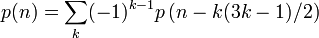 p(n) = \sum_{k} (-1)^{k-1} p\left(n - k(3k-1)/2\right)